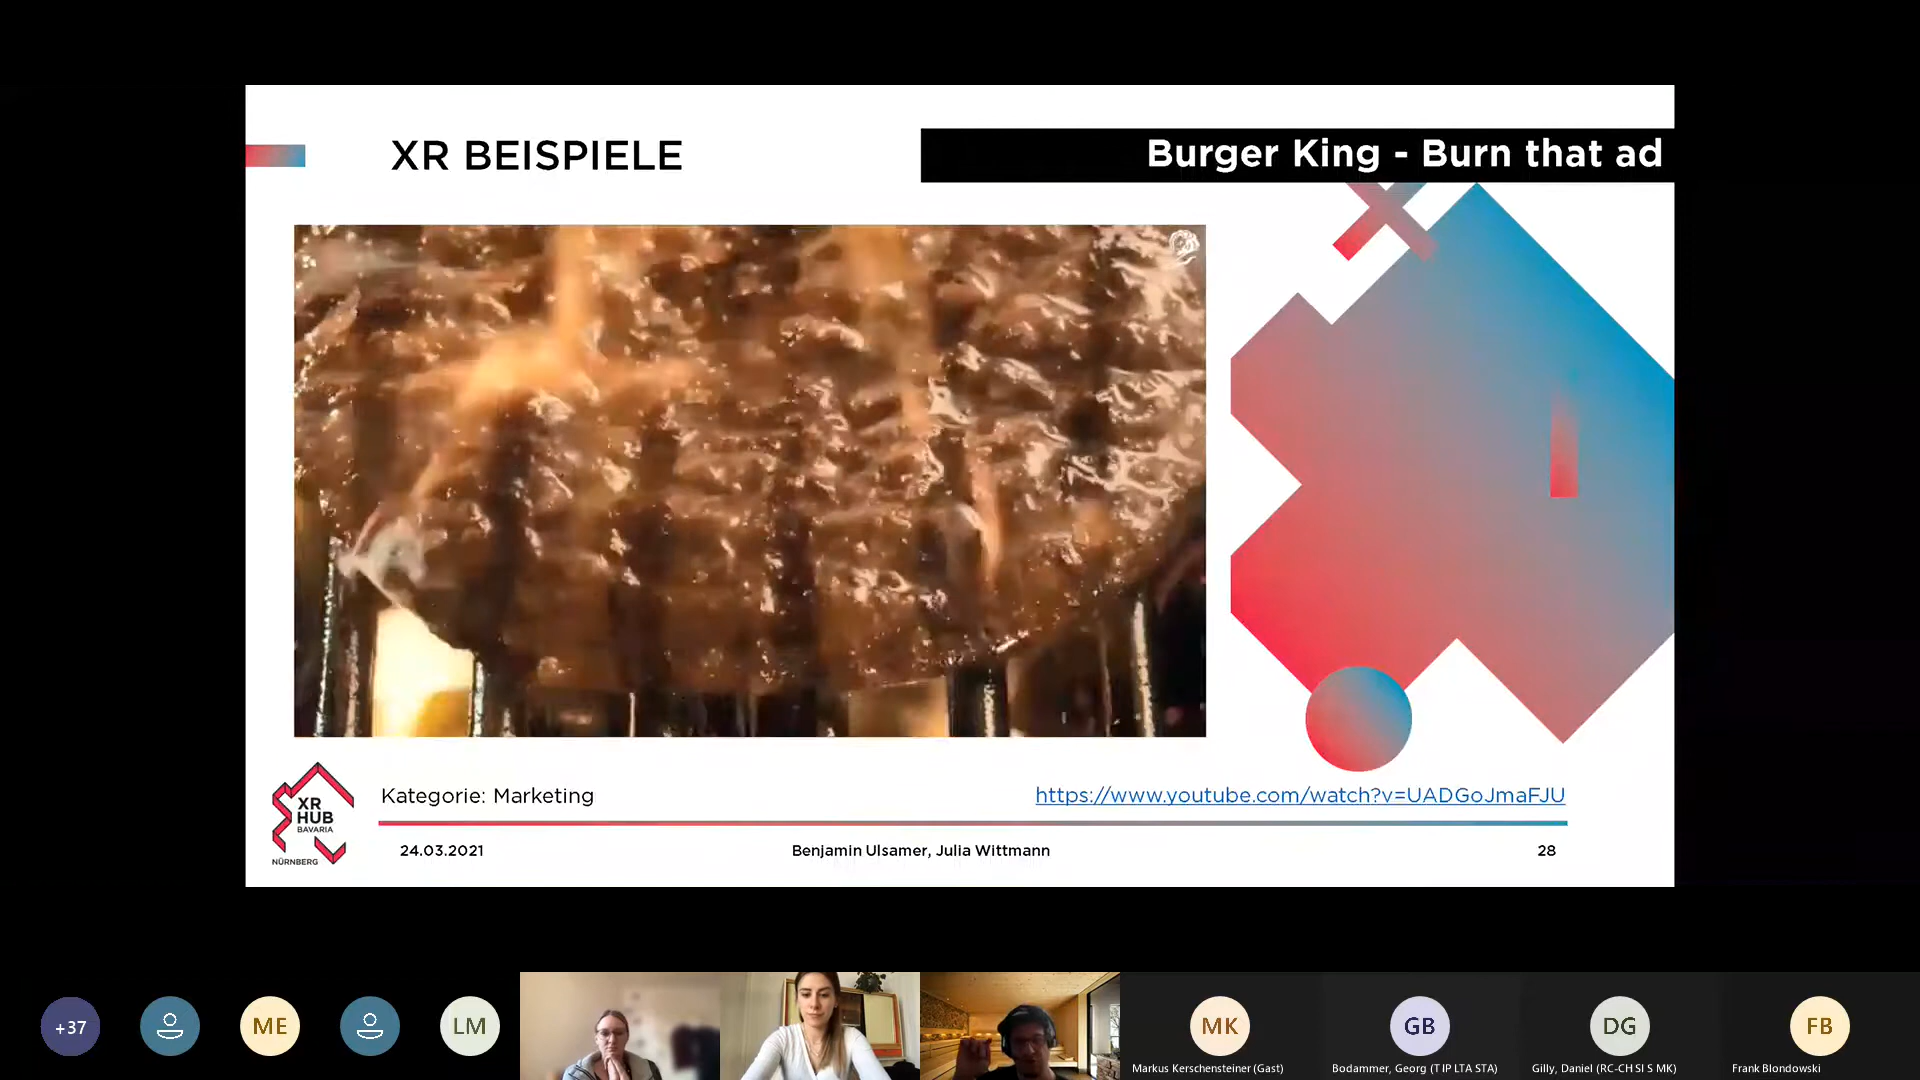 XR BEISPIELE
Burger King - Burn that ad
XR
HUB
BAVARIA
NÜRNBERG
Kategorie: Marketing
https://www.youtube.com/watch?v=UADGoJmaFJU
24.03.2021
Benjamin Ulsamer, Julia Wittmann
28
+37
ME
LM
MK
GB
DG
FB
Markus Kerschensteiner (Gast)
Bodammer, Georg (T IP LTA STA)
Gilly, Daniel (RC-CH SI S MK)
Frank Blondowski